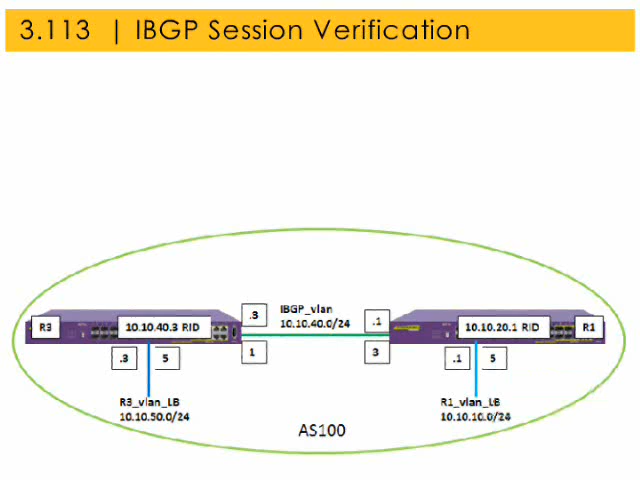 3.113 | IBGP Session Verification
IBGP_vlan
10.10.40.0/24
.3
.1
R3
10.10.40.3 RID
10.10.20.1 RID
R1
.3
5
1
3
.1
5
R3_vlan_LB
10.10.50.0/24
R1_vlan_LB
10.10.10.0/24
AS100